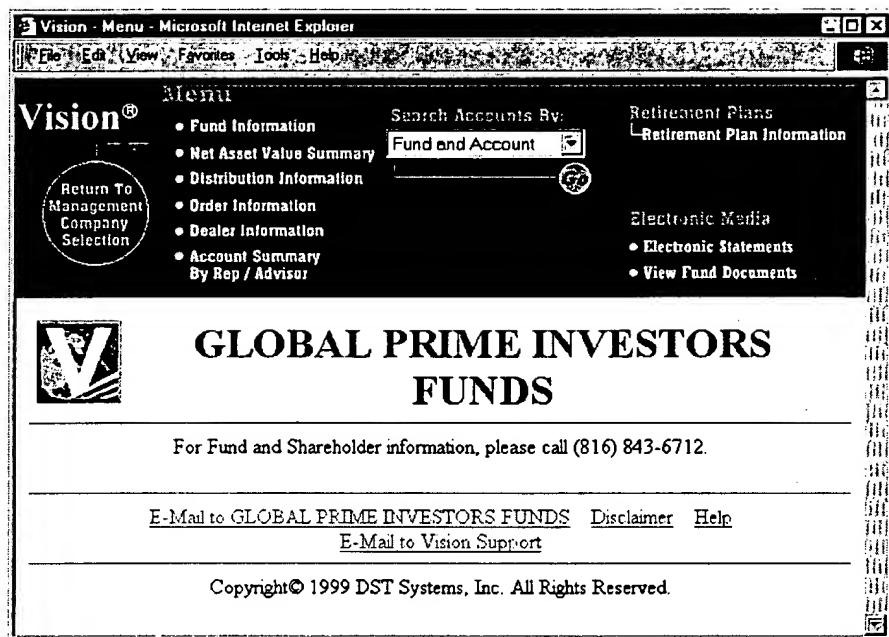 Vision - Menu - Microsoft Internet Explorer
File Edit View Favorites Tools Help
Vision®
Return To
Management
Company
Selection
Menu
• Fund Information
• Net Asset Value Summary
• Distribution Information
• Order Information
• Dealer Information
• Account Summary
By Rep / Advisor
Search Accounts By:
Fund and Account
Go
Retirement Plans
Retirement Plan Information
Electronic Media
• Electronic Statements
• View Fund Documents
V
GLOBAL PRIME INVESTORS
FUNDS
For Fund and Shareholder information, please call (816) 843-6712.
E-Mail to GLOBAL PRIME INVESTORS FUNDS Disclaimer Help
E-Mail to Vision Support
Copyright© 1999 DST Systems, Inc. All Rights Reserved.